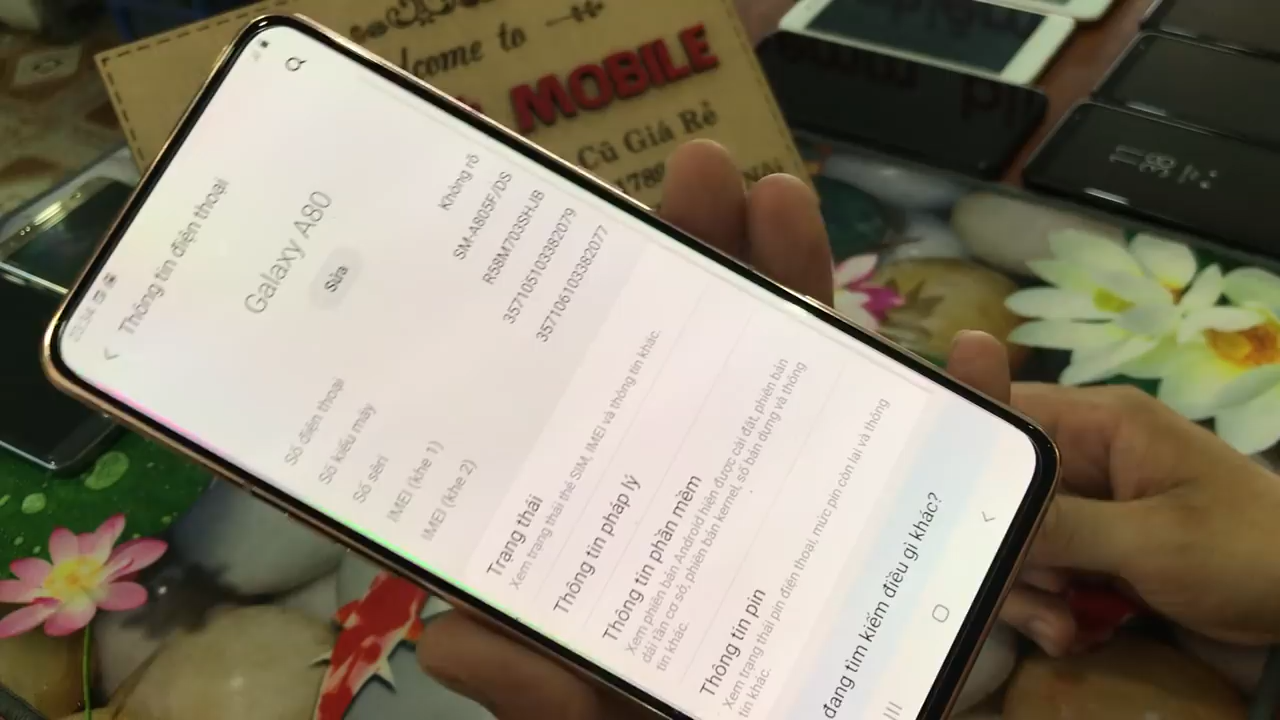 Welcome to
MOBILE
Cũ Giá Rẻ
Thông tin điện thoại
Galaxy A80
Sửa
Số điện thoại Không rõ
Số kiểu máy SM-A805F/DS
Số sêri R58M703SHJB
IMEI (khe 1) 357105103382079
IMEI (khe 2) 357106103382077
Trạng thái
Xem trạng thái thẻ SIM, IMEI và thông tin khác.
Thông tin pháp lý
Thông tin phần mềm
Xem phiên bản Android hiện được cài đặt, phiên bản
dải tần cơ sở, phiên bản kernel, số bản dựng và thông
tin khác.
Thông tin pin
Xem trạng thái pin điện thoại, mức pin còn lại và thông
tin khác.
đang tìm kiếm điều gì khác?